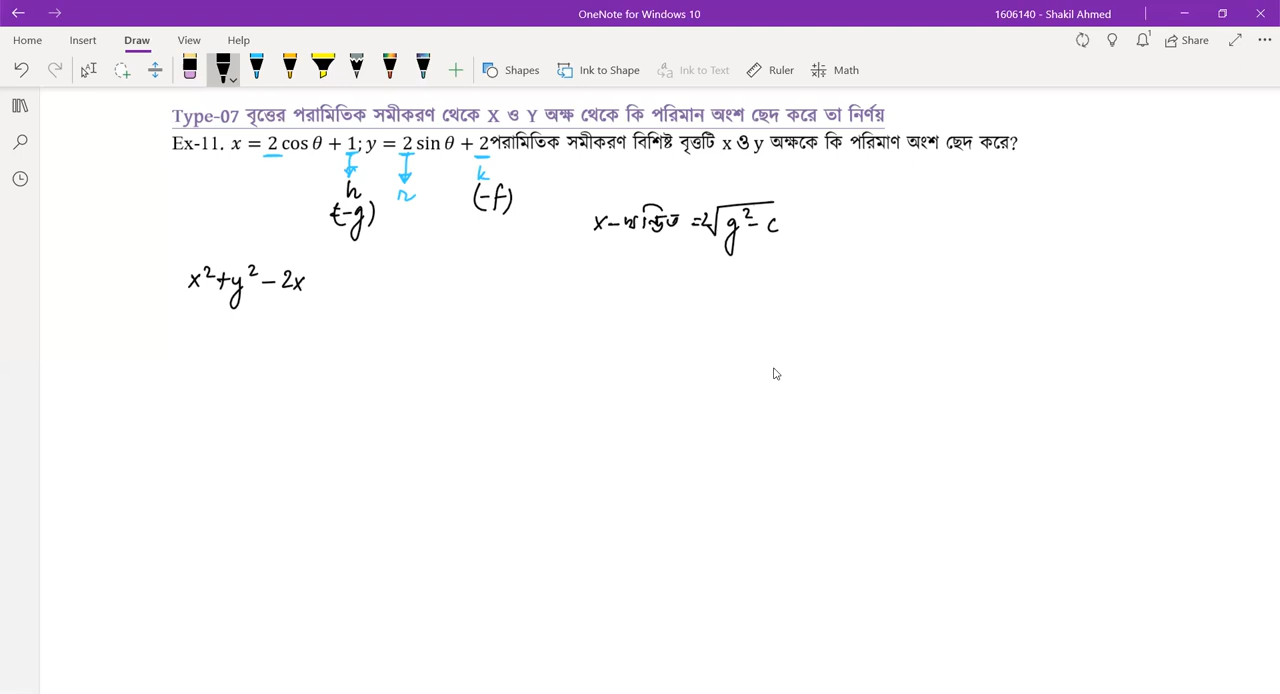 OneNote for Windows 10
1606140 - Shakil Ahmed
Home Insert Draw View Help
1 Share
Shapes Ink to Shape Ink to Text Ruler Math
Type-07 বৃত্তের পরামিতিক সমীকরণ থেকে X ও Y অক্ষ থেকে কি পরিমান অংশ ছেদ করে তা নির্ণয়
Ex-11. x = 2 cos θ + 1; y = 2 sin θ + 2পরামিতিক সমীকরণ বিশিষ্ট বৃত্তটি x ও y অক্ষকে কি পরিমাণ অংশ ছেদ করে?
h r k
(-g) (-f)
x-খন্ডিত = 2√(g² - c)
x² + y² - 2x